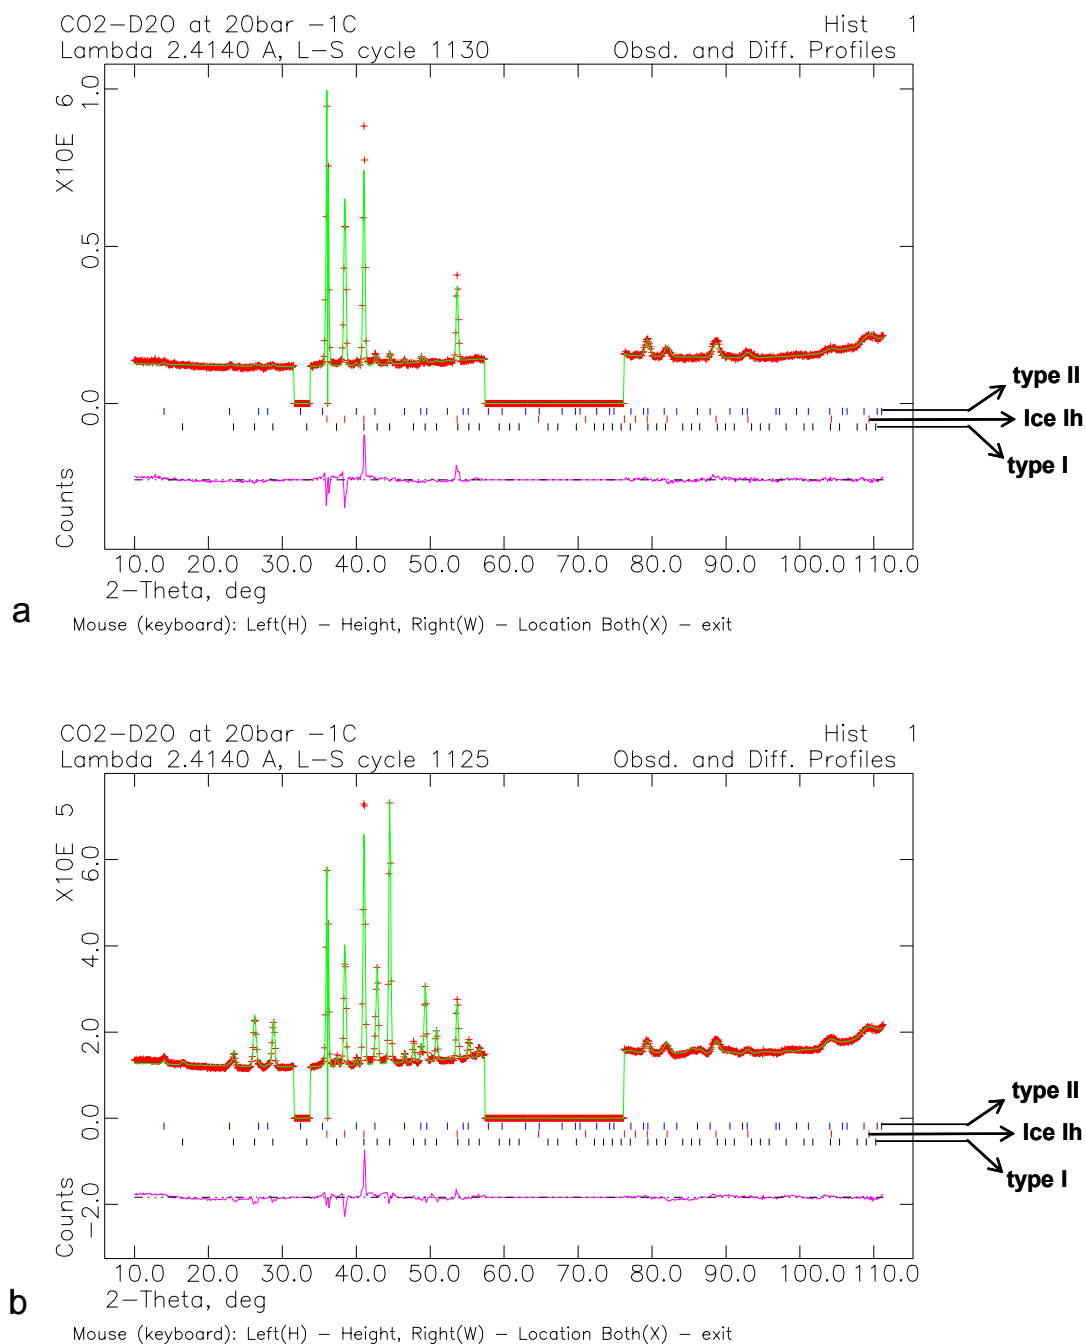 CO2-D2O at 20bar -1C Hist 1
Lambda 2.4140 A, L-S cycle 1130 Obsd. and Diff. Profiles
X10E 6
1.0
0.5
0.0
Counts
type II
Ice Ih
type I
10.0 20.0 30.0 40.0 50.0 60.0 70.0 80.0 90.0 100.0 110.0
2-Theta, deg
a
Mouse (keyboard): Left(H) - Height, Right(W) - Location Both(X) - exit
CO2-D2O at 20bar -1C Hist 1
Lambda 2.4140 A, L-S cycle 1125 Obsd. and Diff. Profiles
X10E 5
6.0
4.0
2.0
0.0
-2.0
Counts
type II
Ice Ih
type I
10.0 20.0 30.0 40.0 50.0 60.0 70.0 80.0 90.0 100.0 110.0
2-Theta, deg
b
Mouse (keyboard): Left(H) - Height, Right(W) - Location Both(X) - exit